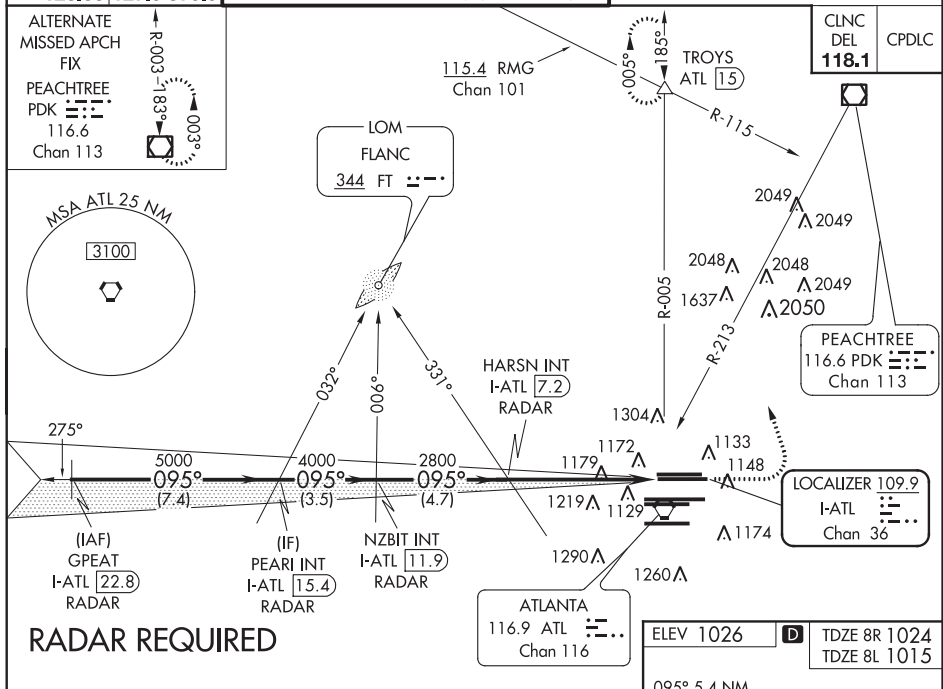 ALTERNATE
MISSED APCH
FIX
PEACHTREE
PDK
116.6
Chan 113
R-003
183°
003°
115.4 RMG
Chan 101
005°
185°
TROYS
ATL 15
CLNC
DEL
118.1
CPDLC
R-115
LOM
FLANC
344 FT
MSA ATL 25 NM
3100
2049
2049
2048
2048
2049
1637
2050
R-005
R-213
PEACHTREE
116.6 PDK
Chan 113
032°
006°
331°
HARSN INT
I-ATL 7.2
RADAR
1304
275°
5000
095°
(7.4)
4000
095°
(3.5)
2800
095°
(4.7)
1179
1172
1133
1148
1219
1129
1174
1290
1260
LOCALIZER 109.9
I-ATL
Chan 36
(IAF)
GPEAT
I-ATL 22.8
RADAR
(IF)
PEARI INT
I-ATL 15.4
RADAR
NZBIT INT
I-ATL 11.9
RADAR
ATLANTA
116.9 ATL
Chan 116
RADAR REQUIRED
ELEV 1026
D
TDZE 8R 1024
TDZE 8L 1015
095° 5.4 NM